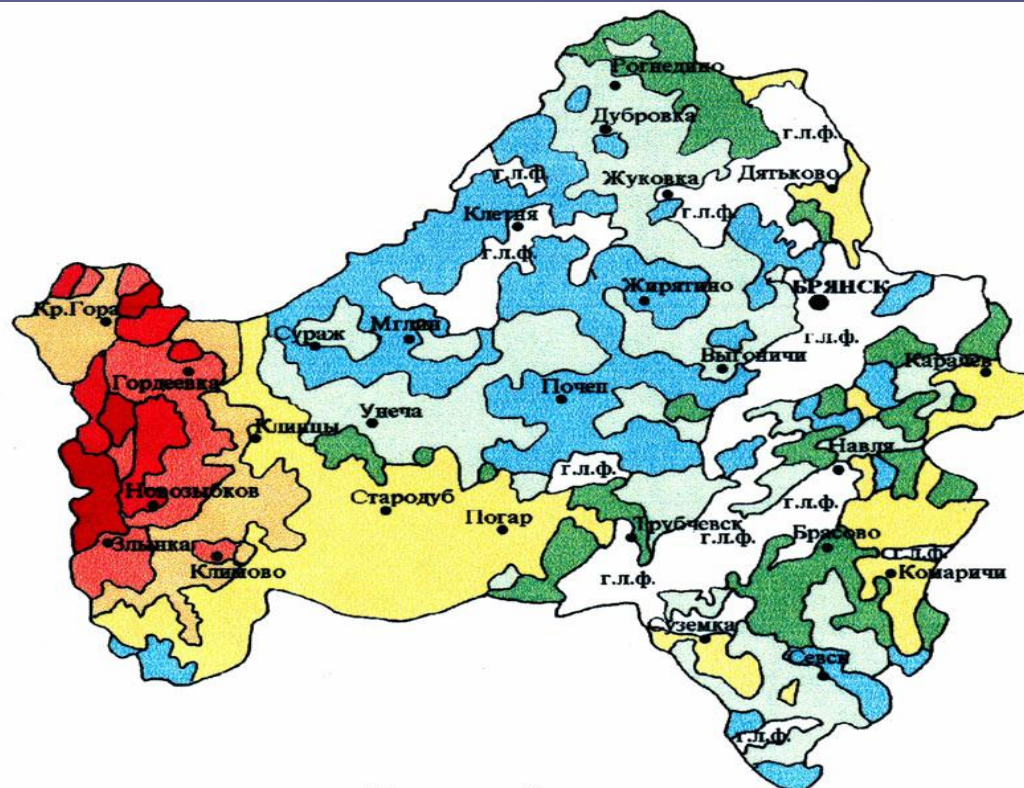 Рогнедино
Дубровка
г.л.ф.
г.л.ф.
Жуковка
Дятьково
Клетня
г.л.ф.
г.л.ф.
Жирятино
БРЯНСК
Кр.Гора
Сураж
Мглин
г.л.ф.
Выгоничи
Карачев
Гордеевка
Почеп
Унеча
Клинцы
Навля
г.л.ф.
Новозыбков
Стародуб
Погар
г.л.ф.
Трубчевск
г.л.ф.
Брасово
Злынка
г.л.ф.
Климово
г.л.ф.
Комаричи
Суземка
Севск
г.л.ф.